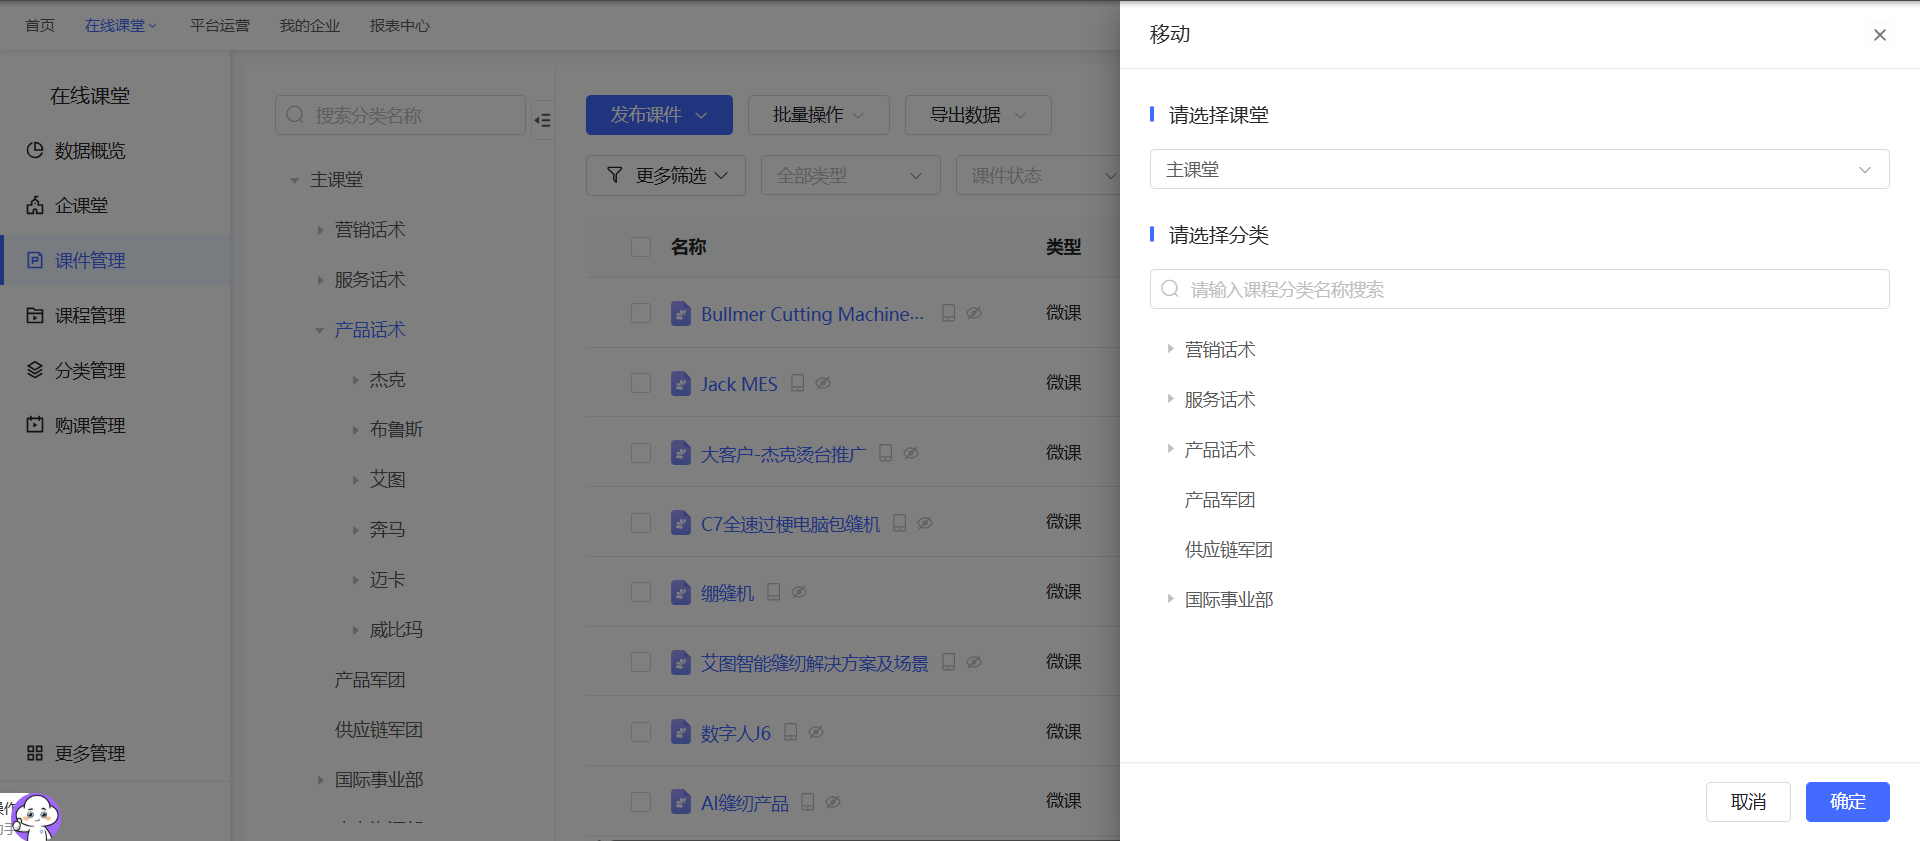 首页 在线课堂 平台运营 我的企业 报表中心
在线课堂
数据概览
企课堂
课件管理
课程管理
分类管理
购课管理
更多管理
搜索分类名称
主课堂
营销话术
服务话术
产品话术
杰克
布鲁斯
艾图
奔马
迈卡
威比玛
产品军团
供应链军团
国际事业部
发布课件 批量操作 导出数据
更多筛选 全部类型 课件状态
名称 类型
Bullmer Cutting Machine... 微课
Jack MES 微课
大客户-杰克烫台推广 微课
C7全速过梗电脑包缝机 微课
绷缝机 微课
艾图智能缝纫解决方案及场景 微课
数字人J6 微课
AI缝纫产品 微课
移动
请选择课堂
主课堂
请选择分类
请输入课程分类名称搜索
营销话术
服务话术
产品话术
产品军团
供应链军团
国际事业部
取消 确定